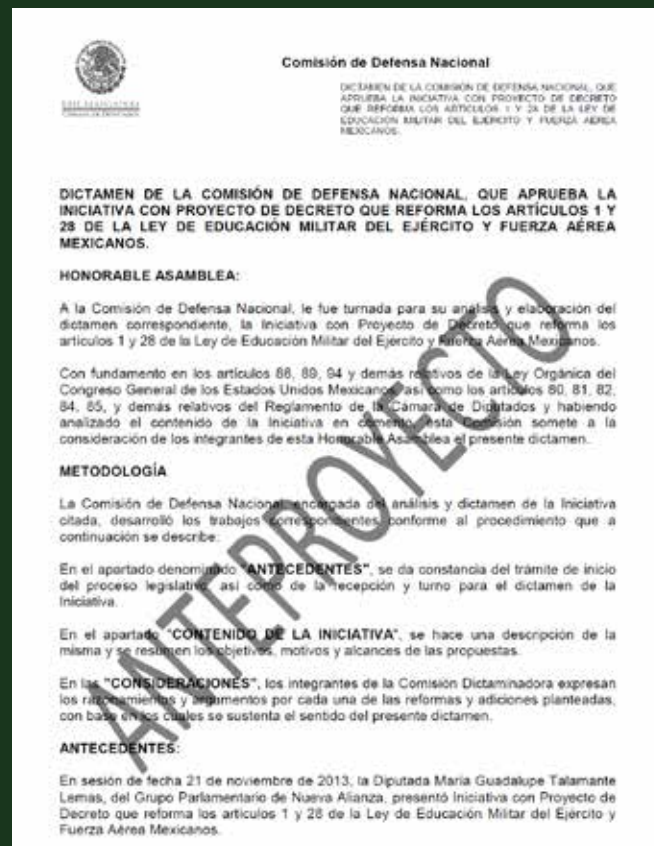 Comisión de Defensa Nacional
DICTAMEN DE LA COMISIÓN DE DEFENSA NACIONAL, QUE
APRUEBA LA INICIATIVA CON PROYECTO DE DECRETO
QUE REFORMA LOS ARTÍCULOS 1 Y 28 DE LA LEY DE
EDUCACIÓN MILITAR DEL EJÉRCITO Y FUERZA AÉREA
MEXICANOS.
DICTAMEN DE LA COMISIÓN DE DEFENSA NACIONAL, QUE APRUEBA LA
INICIATIVA CON PROYECTO DE DECRETO QUE REFORMA LOS ARTÍCULOS 1 Y
28 DE LA LEY DE EDUCACIÓN MILITAR DEL EJÉRCITO Y FUERZA AÉREA
MEXICANOS.
HONORABLE ASAMBLEA:
A la Comisión de Defensa Nacional, le fue turnada para su análisis y elaboración del
dictamen correspondiente, la Iniciativa con Proyecto de Decreto que reforma los
artículos 1 y 28 de la Ley de Educación Militar del Ejército y Fuerza Aérea Mexicanos.
Con fundamento en los artículos 89, 94 y demás relativos de la Ley Orgánica del
Congreso General de los Estados Unidos Mexicanos, así como los artículos 80, 81, 82,
84, 85, y demás relativos del Reglamento de la Cámara de Diputados y habiendo
analizado el contenido de la Iniciativa en comento, esta Comisión somete a la
consideración de los integrantes de esta Honorable Asamblea el presente dictamen.
METODOLOGÍA
La Comisión de Defensa Nacional, encargada del análisis y dictamen de la Iniciativa
citada, desarrolló los trabajos correspondientes conforme al procedimiento que a
continuación se describe:
En el apartado denominado "ANTECEDENTES", se da constancia del trámite de inicio
del proceso legislativo, así como de la recepción y turno para el dictamen de la
Iniciativa.
En el apartado "CONTENIDO DE LA INICIATIVA", se hace una descripción de la
misma y se resumen los objetivos, motivos y alcances de las propuestas.
En las "CONSIDERACIONES", los integrantes de la Comisión Dictaminadora expresan
los razonamientos y argumentos por cada una de las reformas y adiciones planteadas,
con base en los cuales se sustenta el sentido del presente dictamen.
ANTECEDENTES:
En sesión de fecha 21 de noviembre de 2013, la Diputada María Guadalupe Talamante
Lemas, del Grupo Parlamentario de Nueva Alianza, presentó Iniciativa con Proyecto de
Decreto que reforma los artículos 1 y 28 de la Ley de Educación Militar del Ejército y
Fuerza Aérea Mexicanos.
ANTEPROYECTO